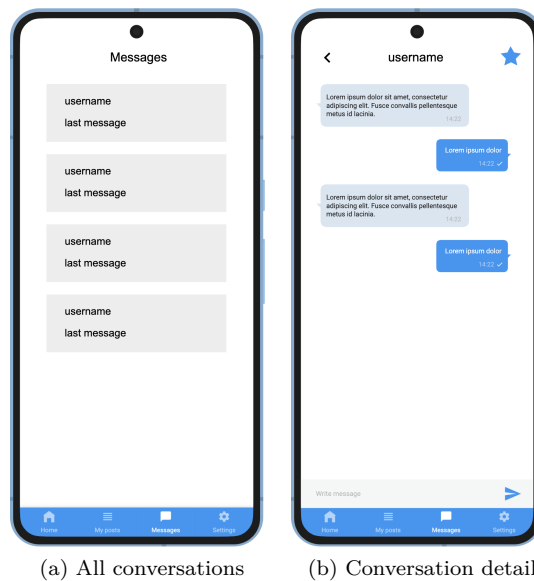 Messages
username
last message
username
last message
username
last message
username
last message
Home My posts Messages Settings
(a) All conversations
username
Lorem ipsum dolor sit amet, consectetur
adipiscing elit. Fusce convallis pellentesque
metus id lacinia.
14:22
Lorem ipsum dolor
14:22
Lorem ipsum dolor sit amet, consectetur
adipiscing elit. Fusce convallis pellentesque
metus id lacinia.
14:22
Lorem ipsum dolor
14:22
Write message
Home My posts Messages Settings
(b) Conversation detail